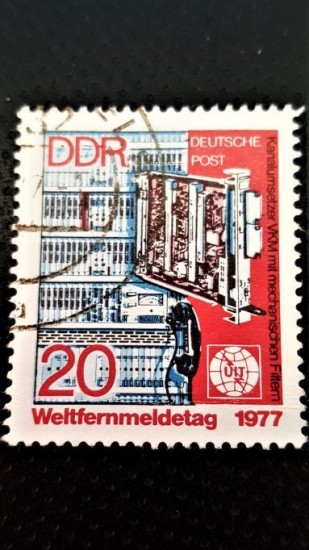 DDR
DEUTSCHE
POST
Kanalumsetzer VKM mit mechanischen Filtern
20
UIT
Weltfernmeldetag 1977